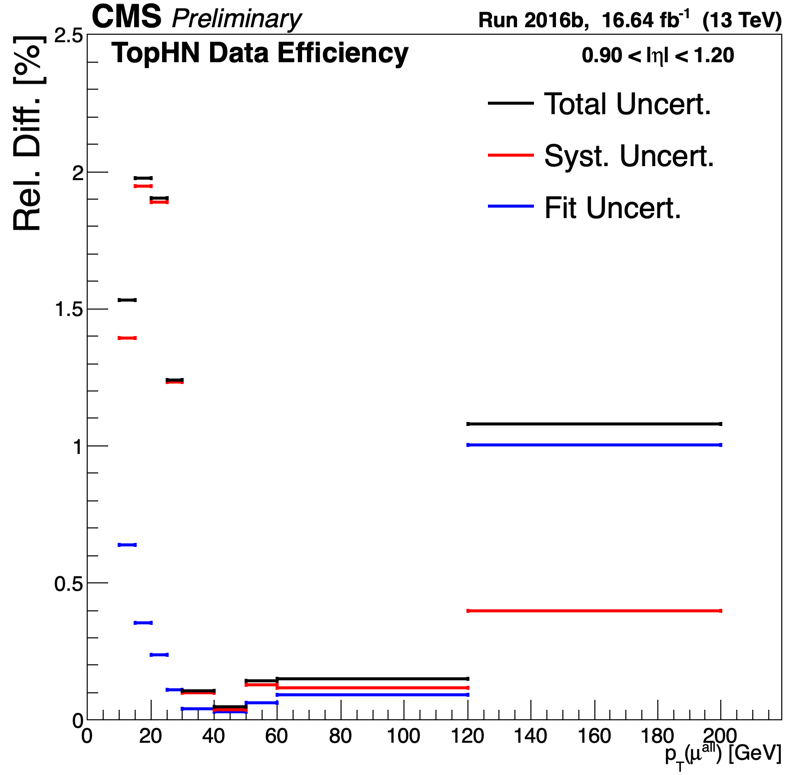 CMS Preliminary
Run 2016b, 16.64 fb⁻¹ (13 TeV)
TopHN Data Efficiency
0.90 < |η| < 1.20
Total Uncert.
Syst. Uncert.
Fit Uncert.
Rel. Diff. [%]
2.5
2
1.5
1
0.5
0
0 20 40 60 80 100 120 140 160 180 200
p_T(μ^all) [GeV]